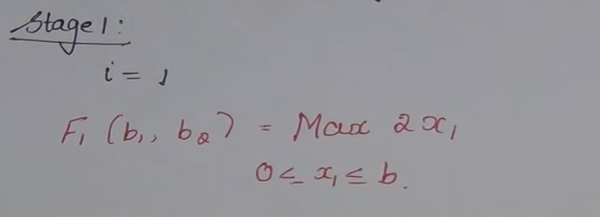 Stage 1:
i = 1
F₁ (b₁, b₂) = Max 2x₁
0 ≤ x₁ ≤ b.